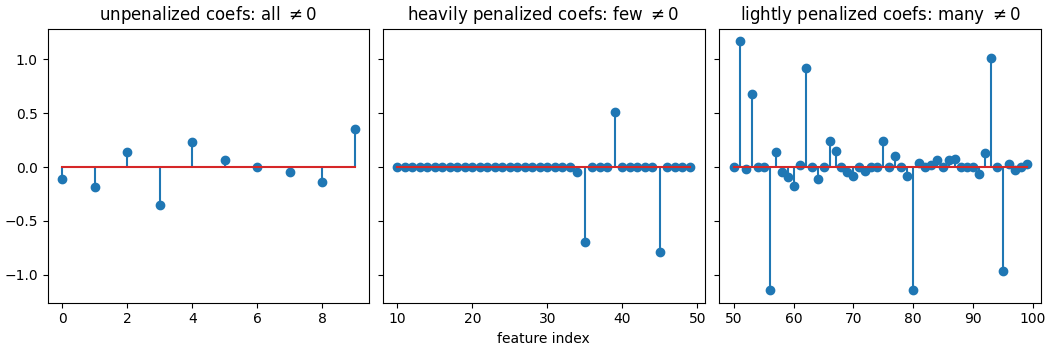 unpenalized coefs: all ≠0
heavily penalized coefs: few ≠0
lightly penalized coefs: many ≠0
1.0
0.5
0.0
−0.5
−1.0
0 2 4 6 8
10 20 30 40 50
50 60 70 80 90 100
feature index